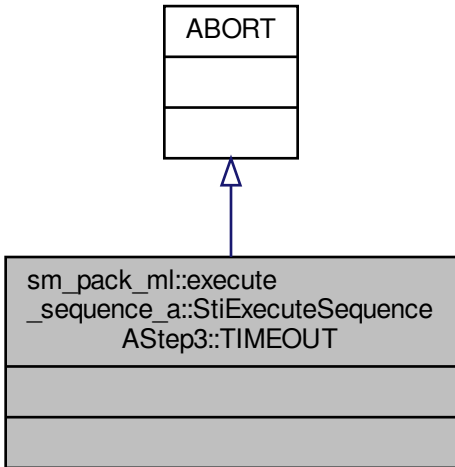 ABORT
sm_pack_ml::execute
_sequence_a::StiExecuteSequence
AStep3::TIMEOUT